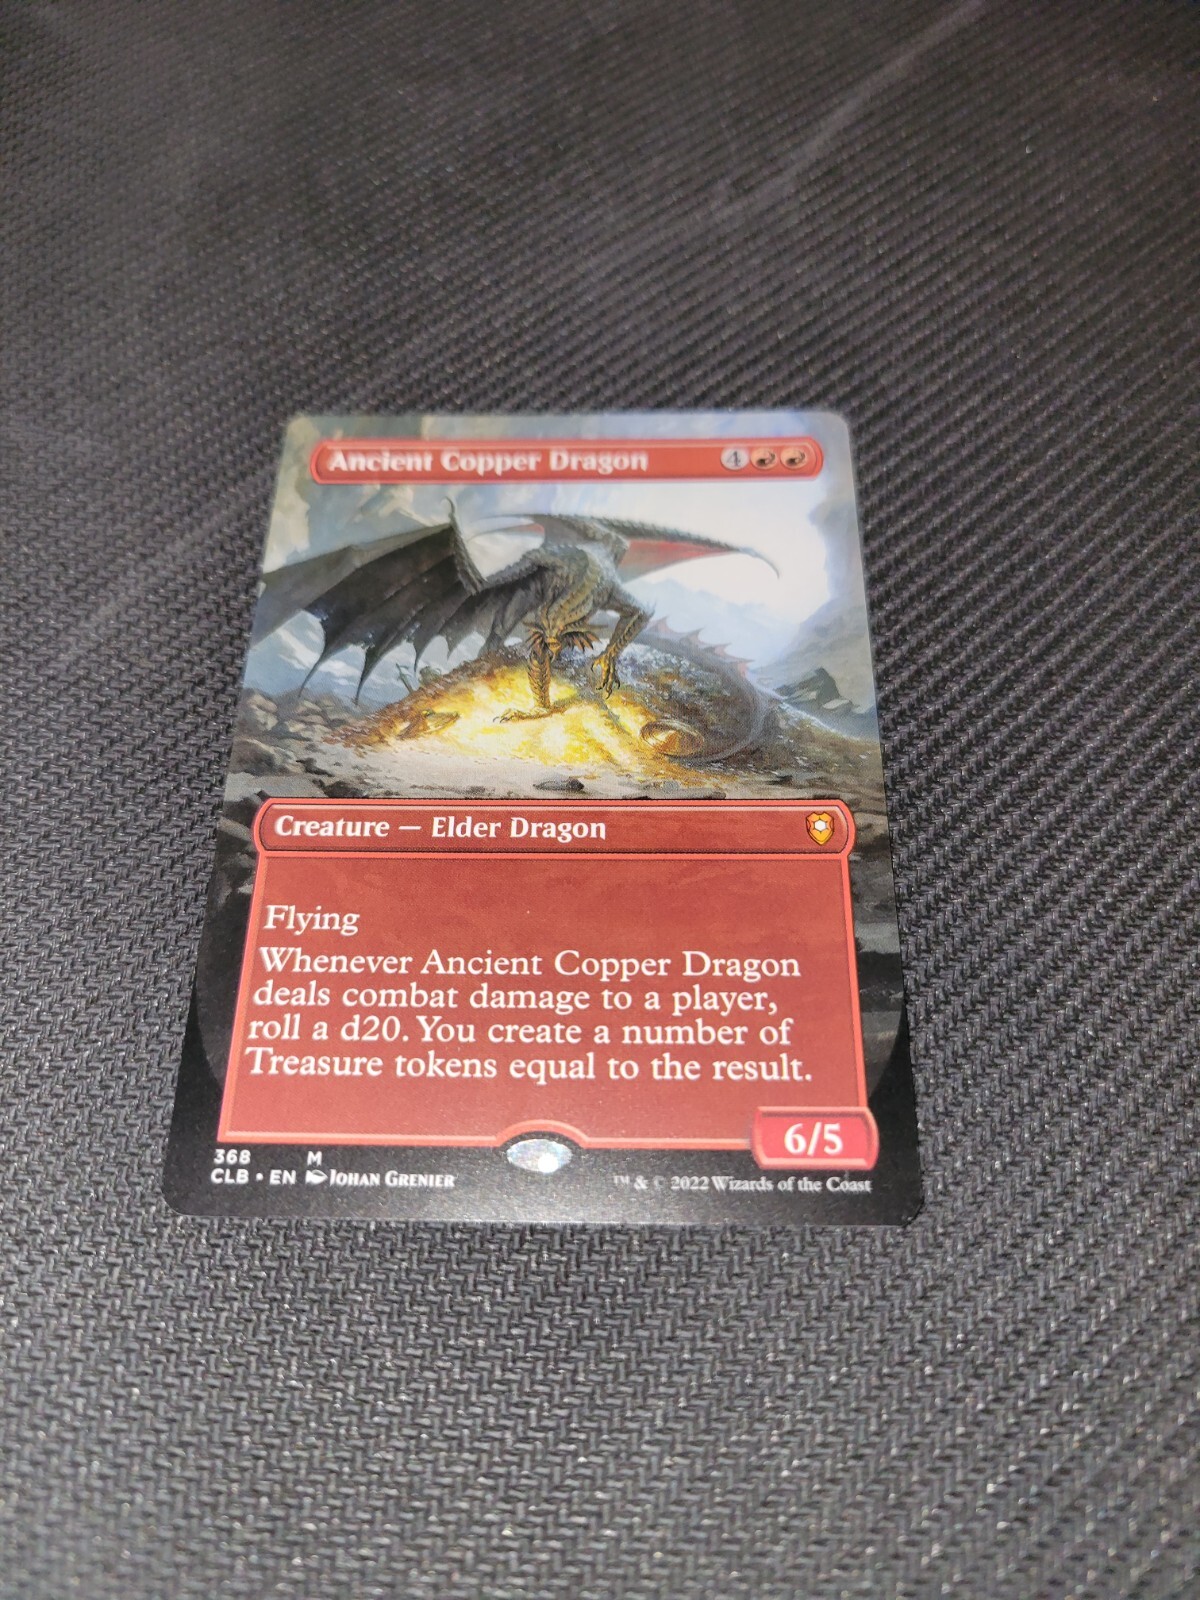 Ancient Copper Dragon 4
Creature — Elder Dragon
Flying
Whenever Ancient Copper Dragon
deals combat damage to a player,
roll a d20. You create a number of
Treasure tokens equal to the result.
6/5
368 M
CLB • EN Johan Grenier
™ & © 2022 Wizards of the Coast